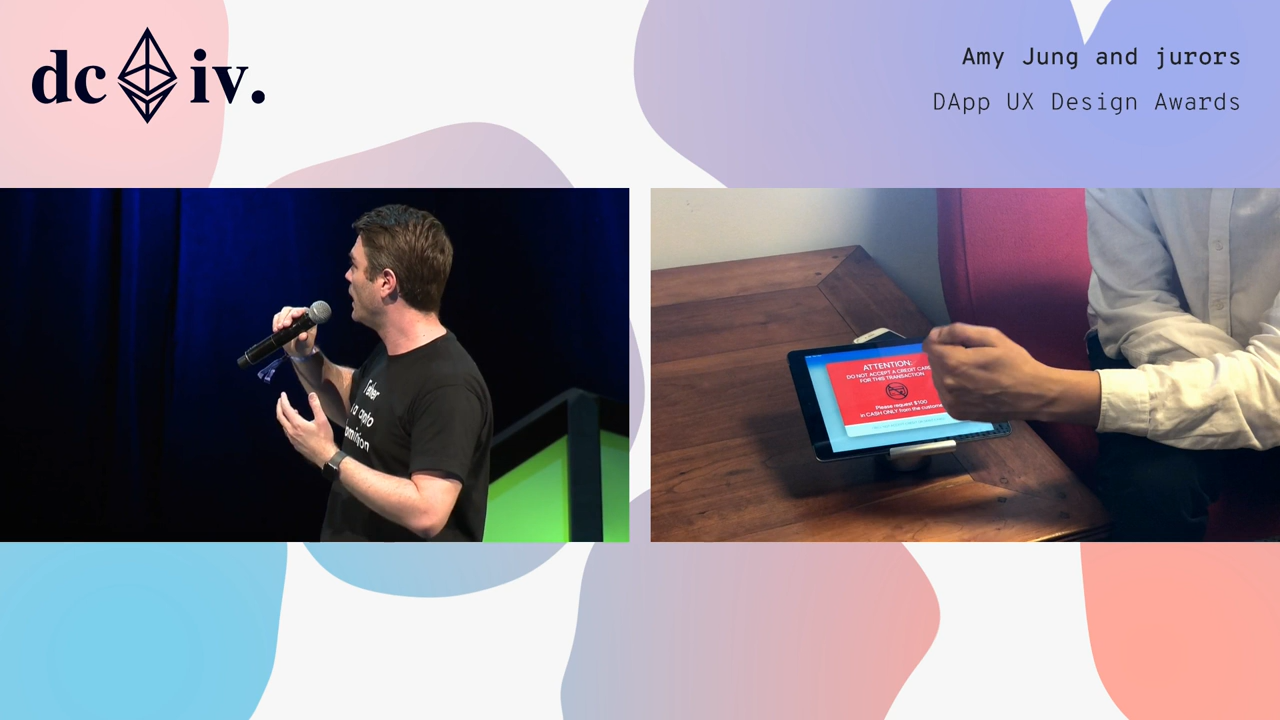 dc iv.
Amy Jung and jurors
DApp UX Design Awards
ATTENTION:
DO NOT ACCEPT A CREDIT CARD
FOR THIS TRANSACTION
Please request $100
in CASH ONLY from the customer